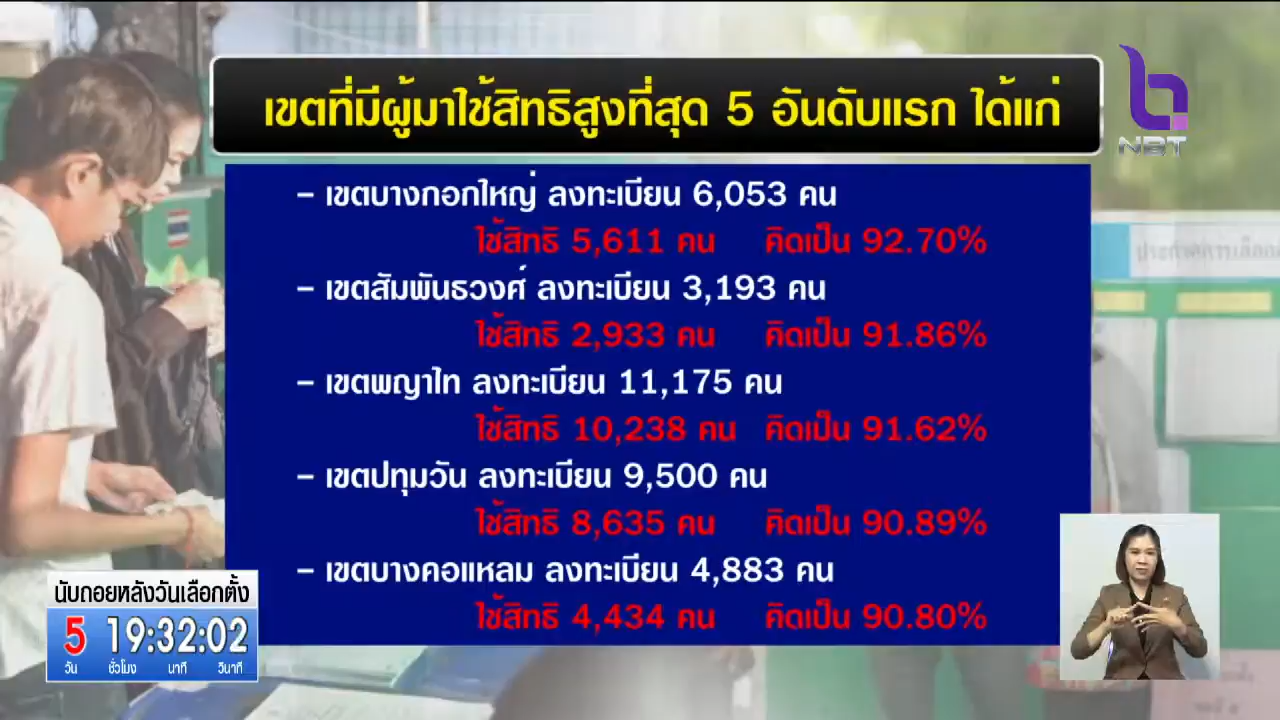 เขตที่มีผู้มาใช้สิทธิสูงที่สุด 5 อันดับแรก ได้แก่
NBT
– เขตบางกอกใหญ่ ลงทะเบียน 6,053 คน
ใช้สิทธิ 5,611 คน คิดเป็น 92.70%
– เขตสัมพันธวงศ์ ลงทะเบียน 3,193 คน
ใช้สิทธิ 2,933 คน คิดเป็น 91.86%
– เขตพญาไท ลงทะเบียน 11,175 คน
ใช้สิทธิ 10,238 คน คิดเป็น 91.62%
– เขตปทุมวัน ลงทะเบียน 9,500 คน
ใช้สิทธิ 8,635 คน คิดเป็น 90.89%
– เขตบางคอแหลม ลงทะเบียน 4,883 คน
ใช้สิทธิ 4,434 คน คิดเป็น 90.80%
นับถอยหลังวันเลือกตั้ง
5 19:32:02
วัน ชั่วโมง นาที วินาที